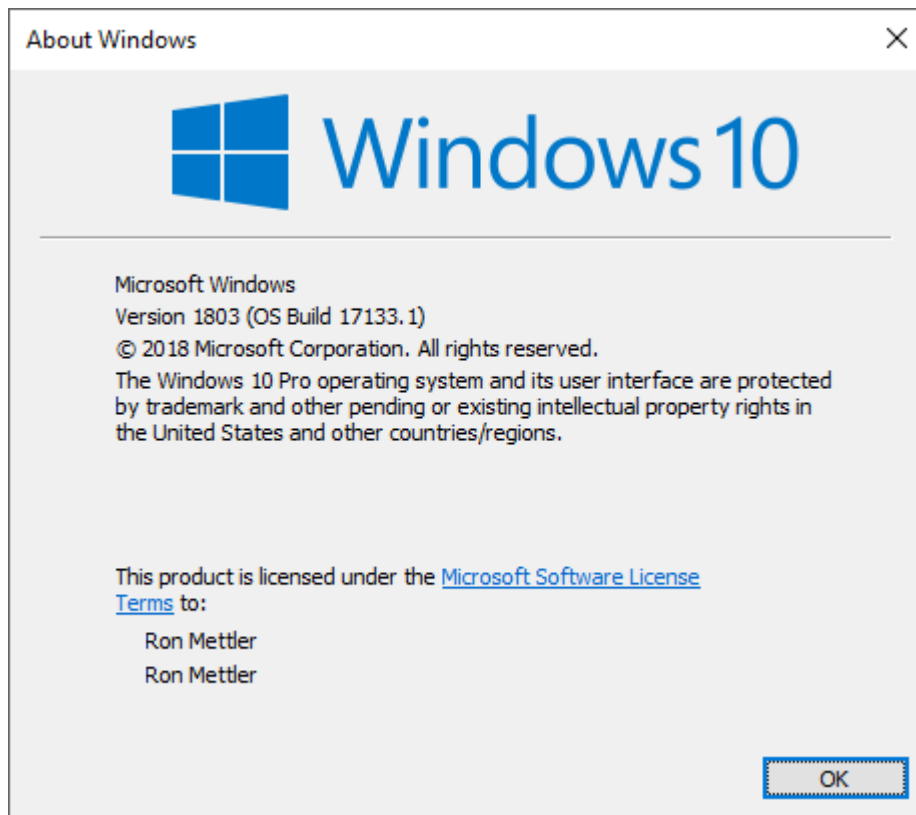 About Windows
Windows 10
Microsoft Windows
Version 1803 (OS Build 17133.1)
© 2018 Microsoft Corporation. All rights reserved.
The Windows 10 Pro operating system and its user interface are protected
by trademark and other pending or existing intellectual property rights in
the United States and other countries/regions.
This product is licensed under the Microsoft Software License
Terms to:
Ron Mettler
Ron Mettler
OK